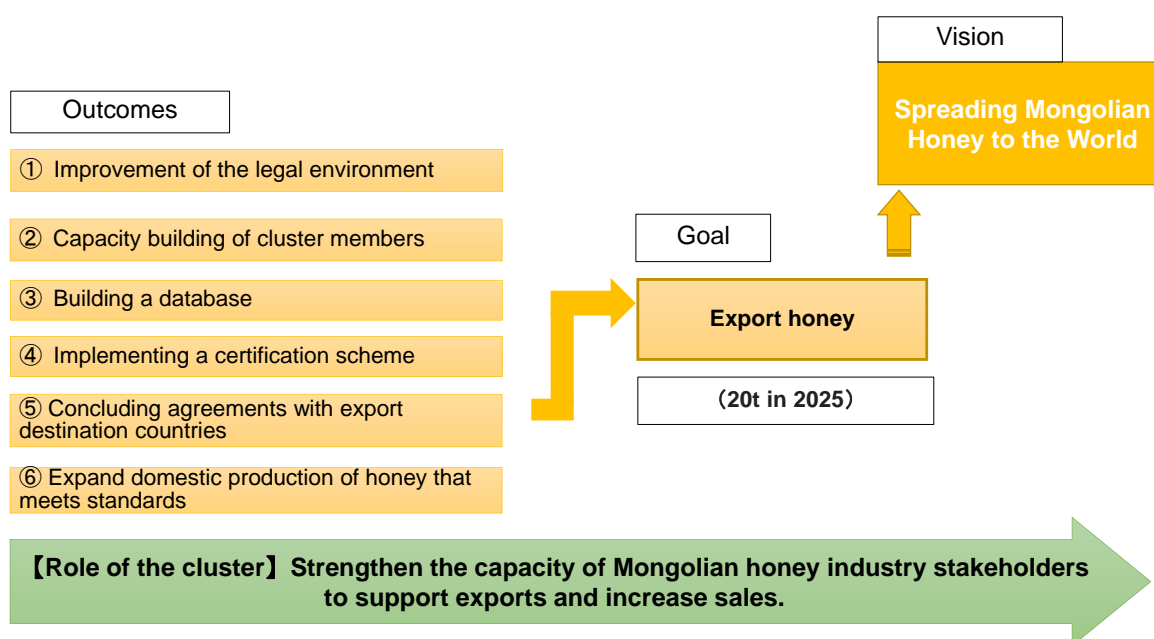 Outcomes
① Improvement of the legal environment
② Capacity building of cluster members
③ Building a database
④ Implementing a certification scheme
⑤ Concluding agreements with export
destination countries
⑥ Expand domestic production of honey that
meets standards
Goal
Export honey
（20t in 2025）
Vision
Spreading Mongolian
Honey to the World
【Role of the cluster】Strengthen the capacity of Mongolian honey industry stakeholders
to support exports and increase sales.